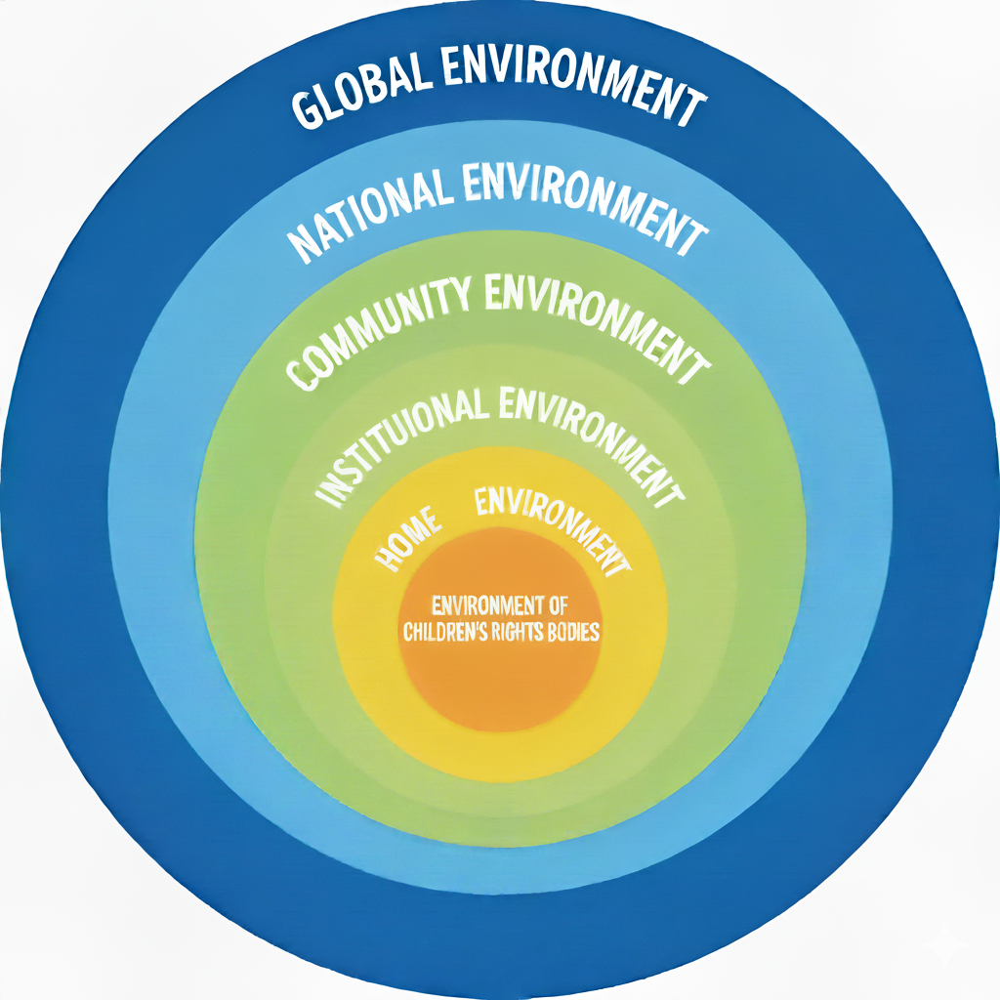 GLOBAL ENVIRONMENT
NATIONAL ENVIRONMENT
COMMUNITY ENVIRONMENT
INSTITUIONAL ENVIRONMENT
HOME ENVIRONMENT
ENVIRONMENT OF
CHILDREN'S RIGHTS BODIES